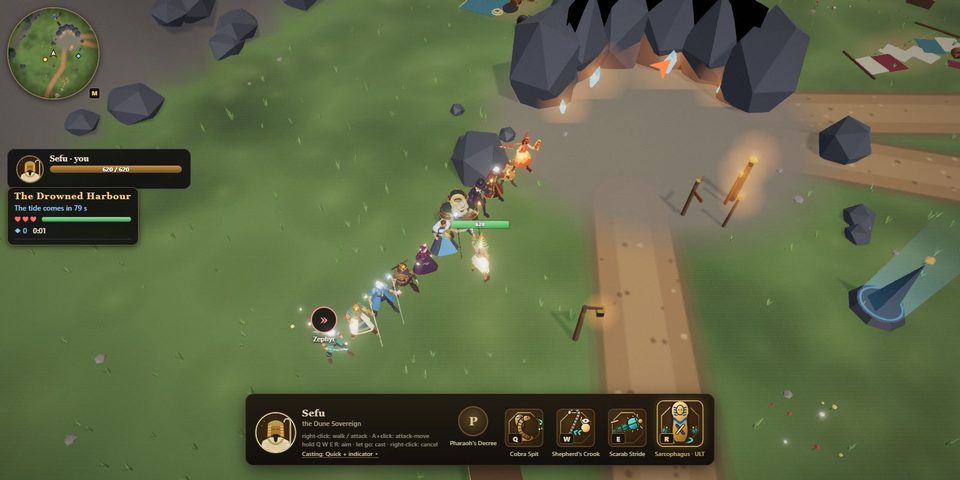 M
Sefu - you
620 / 620
The Drowned Harbour
The tide comes in 79 s
0 0:01
»
Zephyr
Sefu
the Dune Sovereign
right-click: walk / attack · A+click: attack-move
hold Q W E R: aim · let go: cast · right-click: cancel
Casting: Quick + indicator
P
Pharaoh's Decree
Q
Cobra Spit
W
Shepherd's Crook
E
Scarab Stride
R
Sarcophagus · ULT